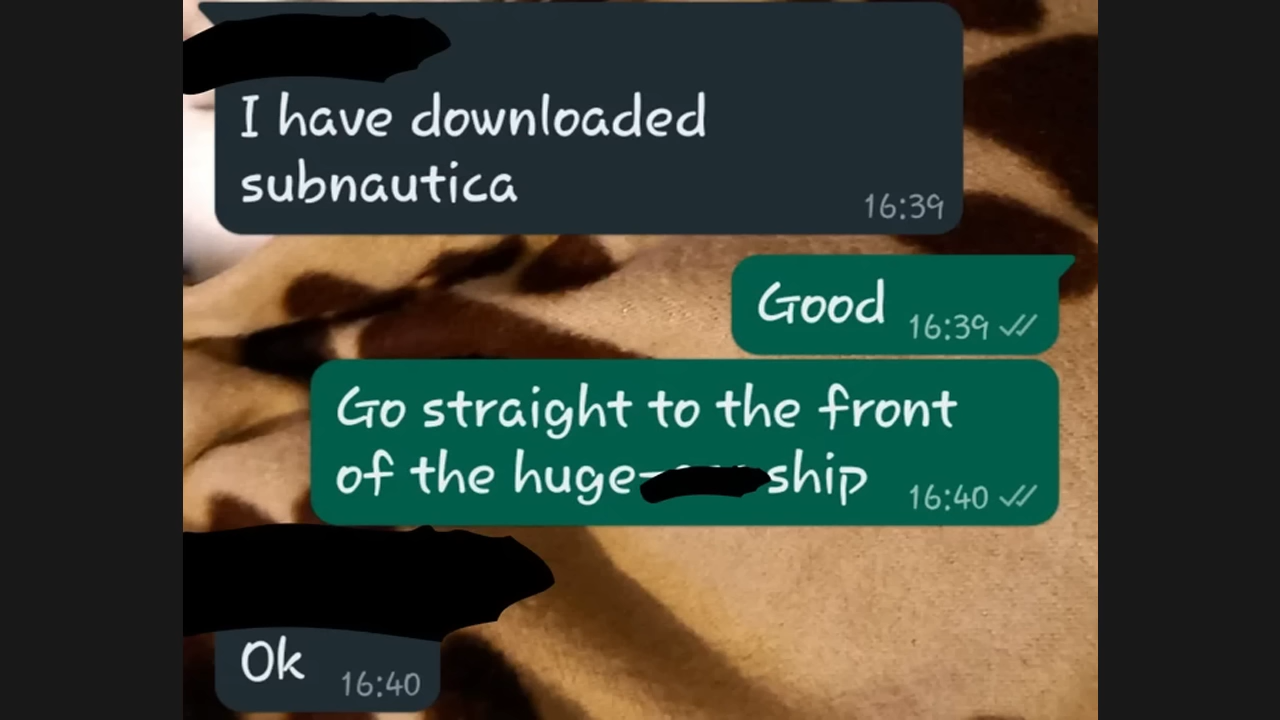 I have downloaded
subnautica
16:39
Good 16:39
Go straight to the front
of the huge- ship 16:40
Ok 16:40